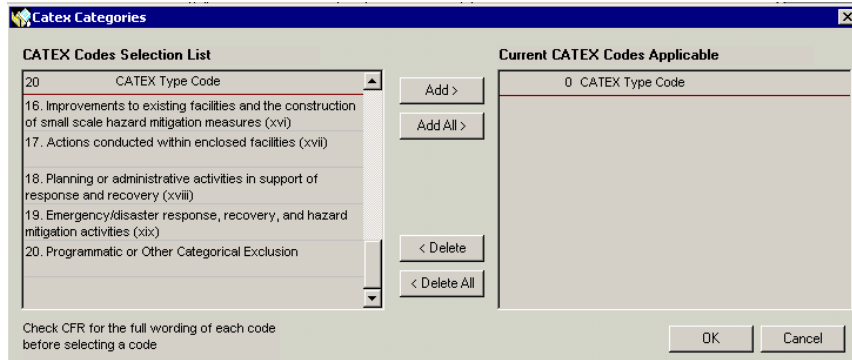 Catex Categories
CATEX Codes Selection List
20 CATEX Type Code
16. Improvements to existing facilities and the construction
of small scale hazard mitigation measures (xvi)
17. Actions conducted within enclosed facilities (xvii)
18. Planning or administrative activities in support of
response and recovery (xviii)
19. Emergency/disaster response, recovery, and hazard
mitigation activities (xix)
20. Programmatic or Other Categorical Exclusion
Add >
Add All >
< Delete
< Delete All
Current CATEX Codes Applicable
0 CATEX Type Code
Check CFR for the full wording of each code
before selecting a code
OK
Cancel